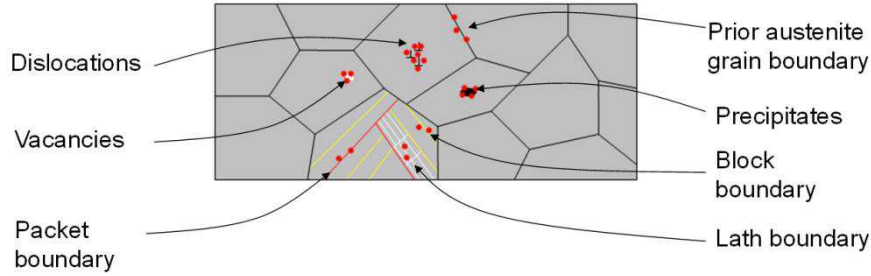 Dislocations
Vacancies
Packet
boundary
Prior austenite
grain boundary
Precipitates
Block
boundary
Lath boundary